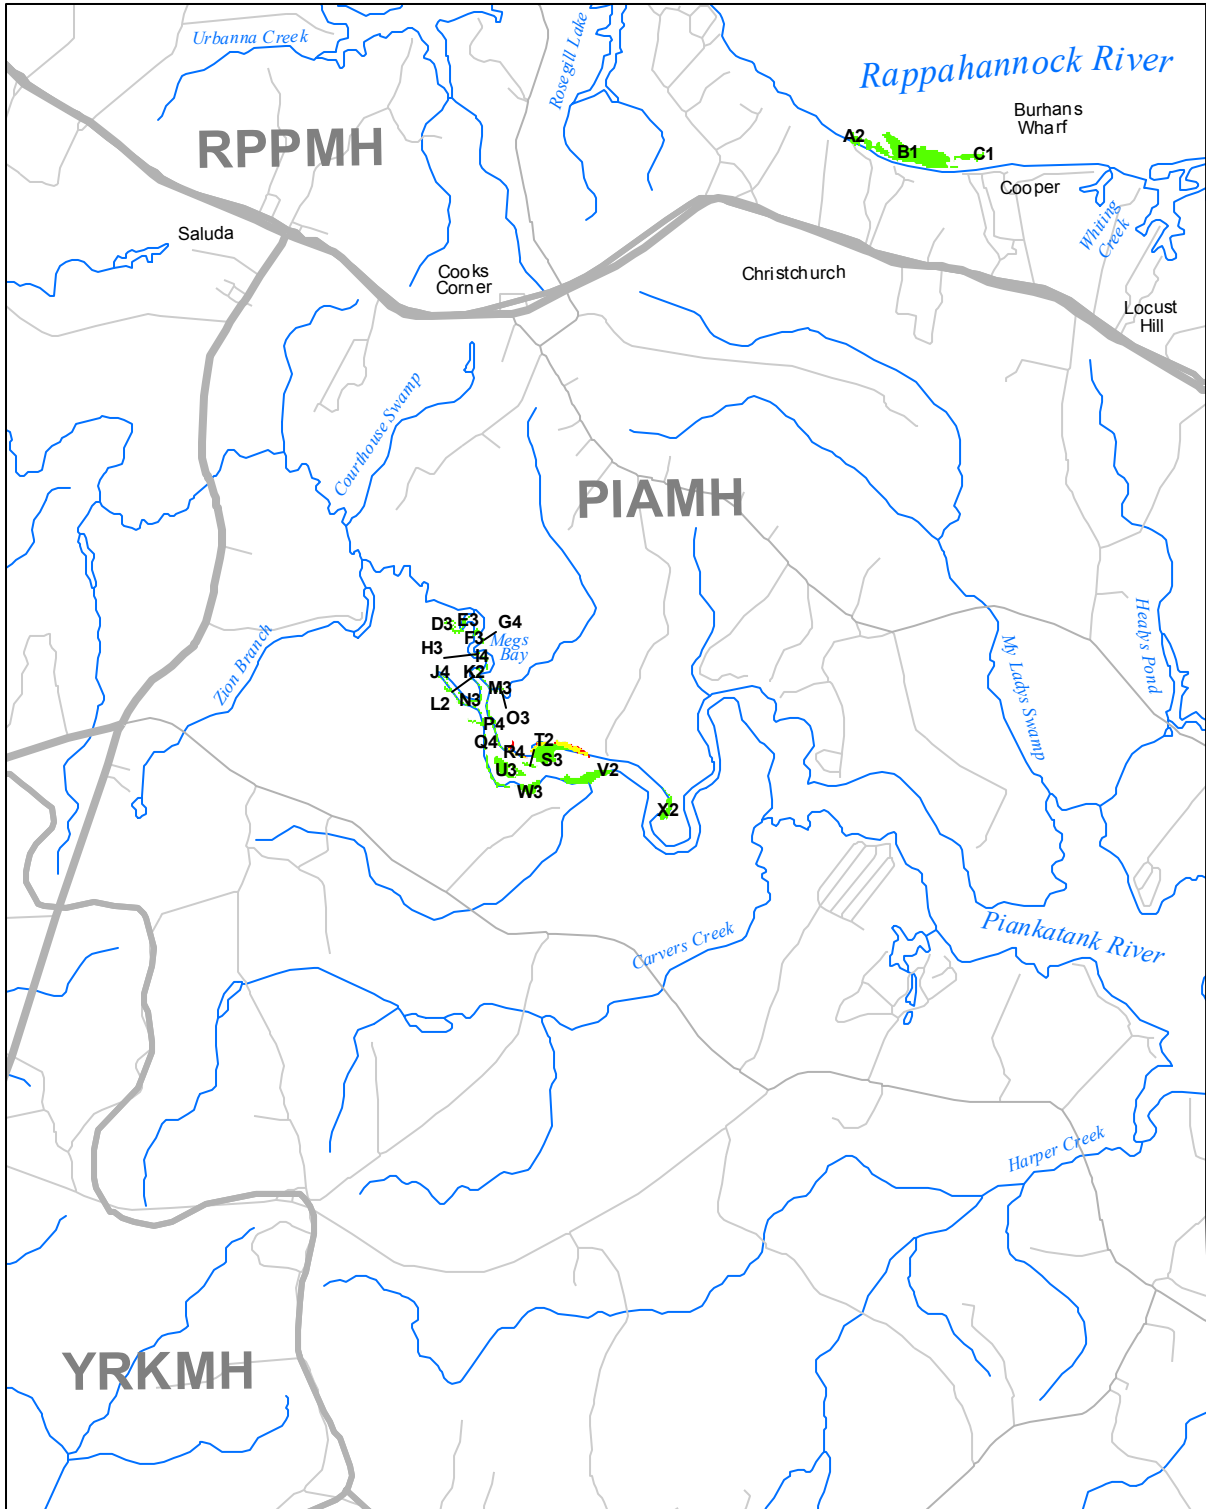 Urbanna Creek
Rosegill Lake
Rappahannock River
Burhans
Wharf
A2
B1
C1
RPPMH
Cooper
Whiting
Creek
Saluda
Cooks
Corner
Christchurch
Locust
Hill
Courthouse Swamp
PIAMH
D3
E3
G4
F3
Megs
Bay
H3
I4
J4
K2
M3
L2
N3
O3
P4
Q4
T2
R4
S3
U3
V2
W3
X2
Zion Branch
My Ladys Swamp
Healys Pond
Carvers Creek
Piankatank River
Harper Creek
YRKMH